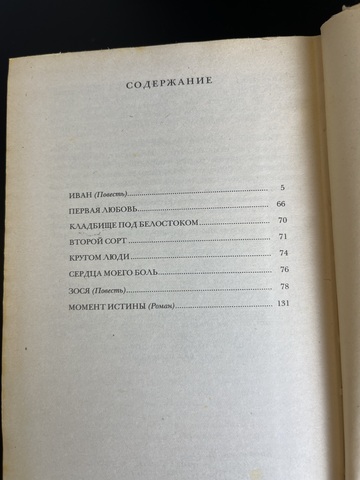 СОДЕРЖАНИЕ
ИВАН (Повесть)........................................ 5
ПЕРВАЯ ЛЮБОВЬ........................................ 66
КЛАДБИЩЕ ПОД БЕЛОСТОКОМ........................................ 70
ВТОРОЙ СОРТ........................................ 71
КРУГОМ ЛЮДИ........................................ 74
СЕРДЦА МОЕГО БОЛЬ........................................ 76
ЗОСЯ (Повесть)........................................ 78
МОМЕНТ ИСТИНЫ (Роман)........................................ 131